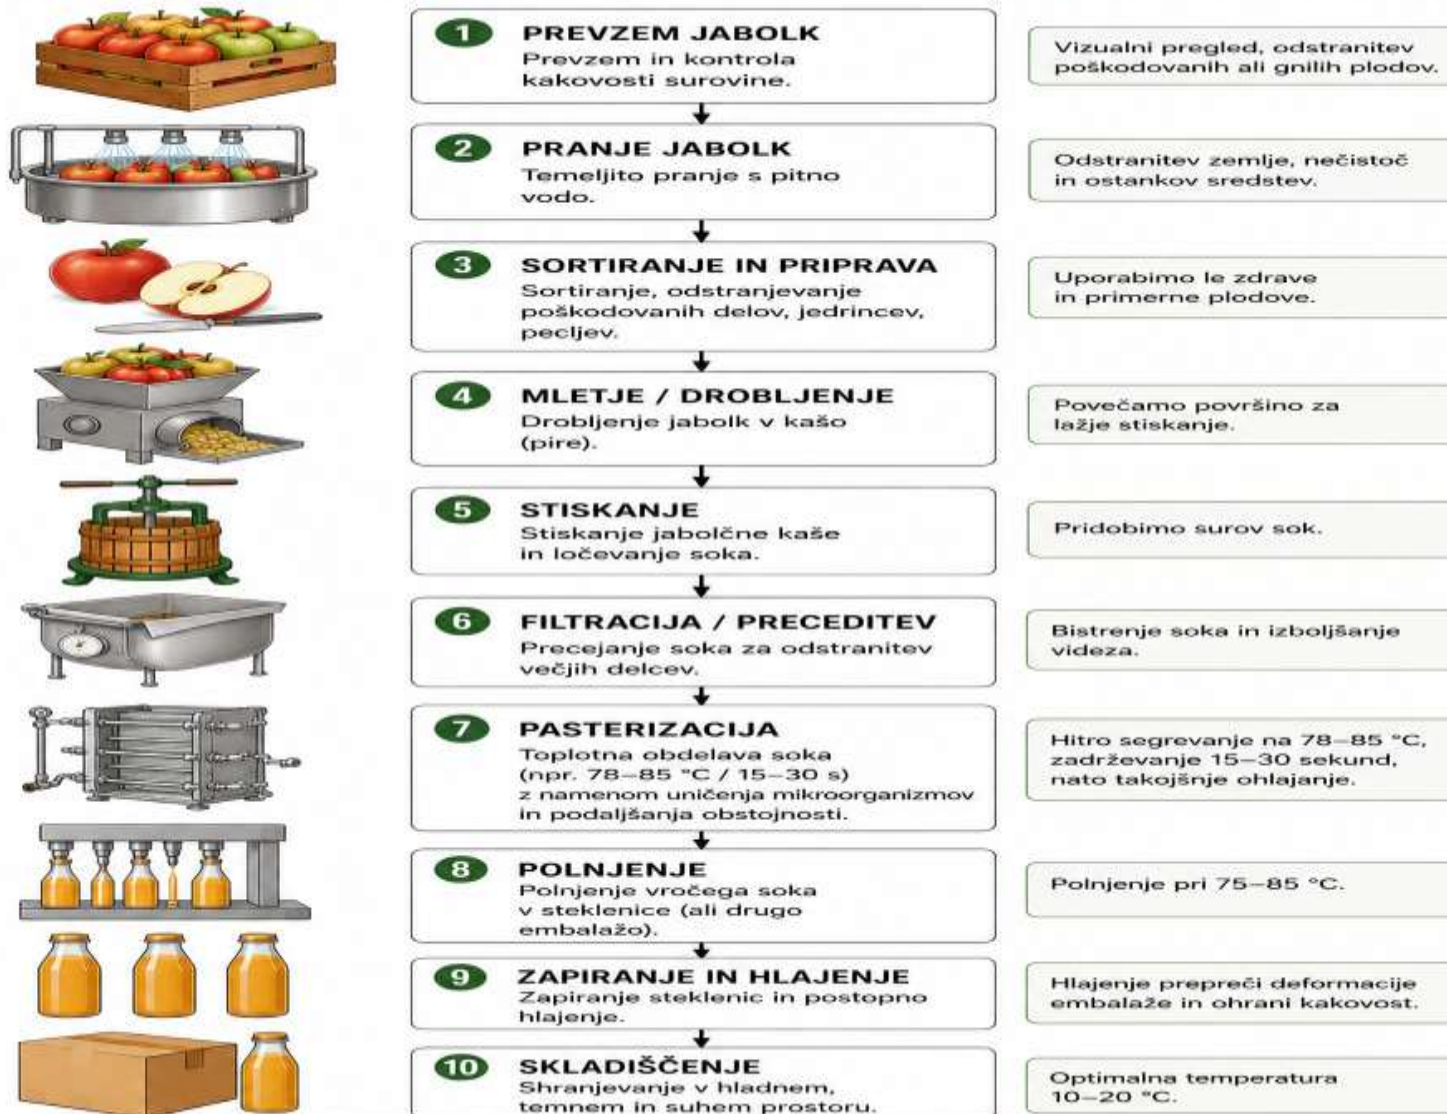 1 PREVZEM JABOLK
Prevzem in kontrola
kakovosti surovine.
Vizualni pregled, odstranitev
poškodovanih ali gnilih plodov.
2 PRANJE JABOLK
Temeljito pranje s pitno
vodo.
Odstranitev zemlje, nečistoč
in ostankov sredstev.
3 SORTIRANJE IN PRIPRAVA
Sortiranje, odstranjevanje
poškodovanih delov, jedrincev,
pecljev.
Uporabimo le zdrave
in primerne plodove.
4 MLETJE / DROBLJENJE
Drobljenje jabolk v kašo
(pire).
Povečamo površino za
lažje stiskanje.
5 STISKANJE
Stiskanje jabolčne kaše
in ločevanje soka.
Pridobimo surov sok.
6 FILTRACIJA / PRECEDITEV
Precejanje soka za odstranitev
večjih delcev.
Bistrenje soka in izboljšanje
videza.
7 PASTERIZACIJA
Toplotna obdelava soka
(npr. 78–85 °C / 15–30 s)
z namenom uničenja mikroorganizmov
in podaljšanja obstojnosti.
Hitro segrevanje na 78–85 °C,
zadrževanje 15–30 sekund,
nato takojšnje ohlajanje.
8 POLNJENJE
Polnjenje vročega soka
v steklenice (ali drugo
embalažo).
Polnjenje pri 75–85 °C.
9 ZAPIRANJE IN HLAJENJE
Zapiranje steklenic in postopno
hlajenje.
Hlajenje prepreči deformacije
embalaže in ohrani kakovost.
10 SKLADIŠČENJE
Shranjevanje v hladnem,
temnem in suhem prostoru.
Optimalna temperatura
10–20 °C.